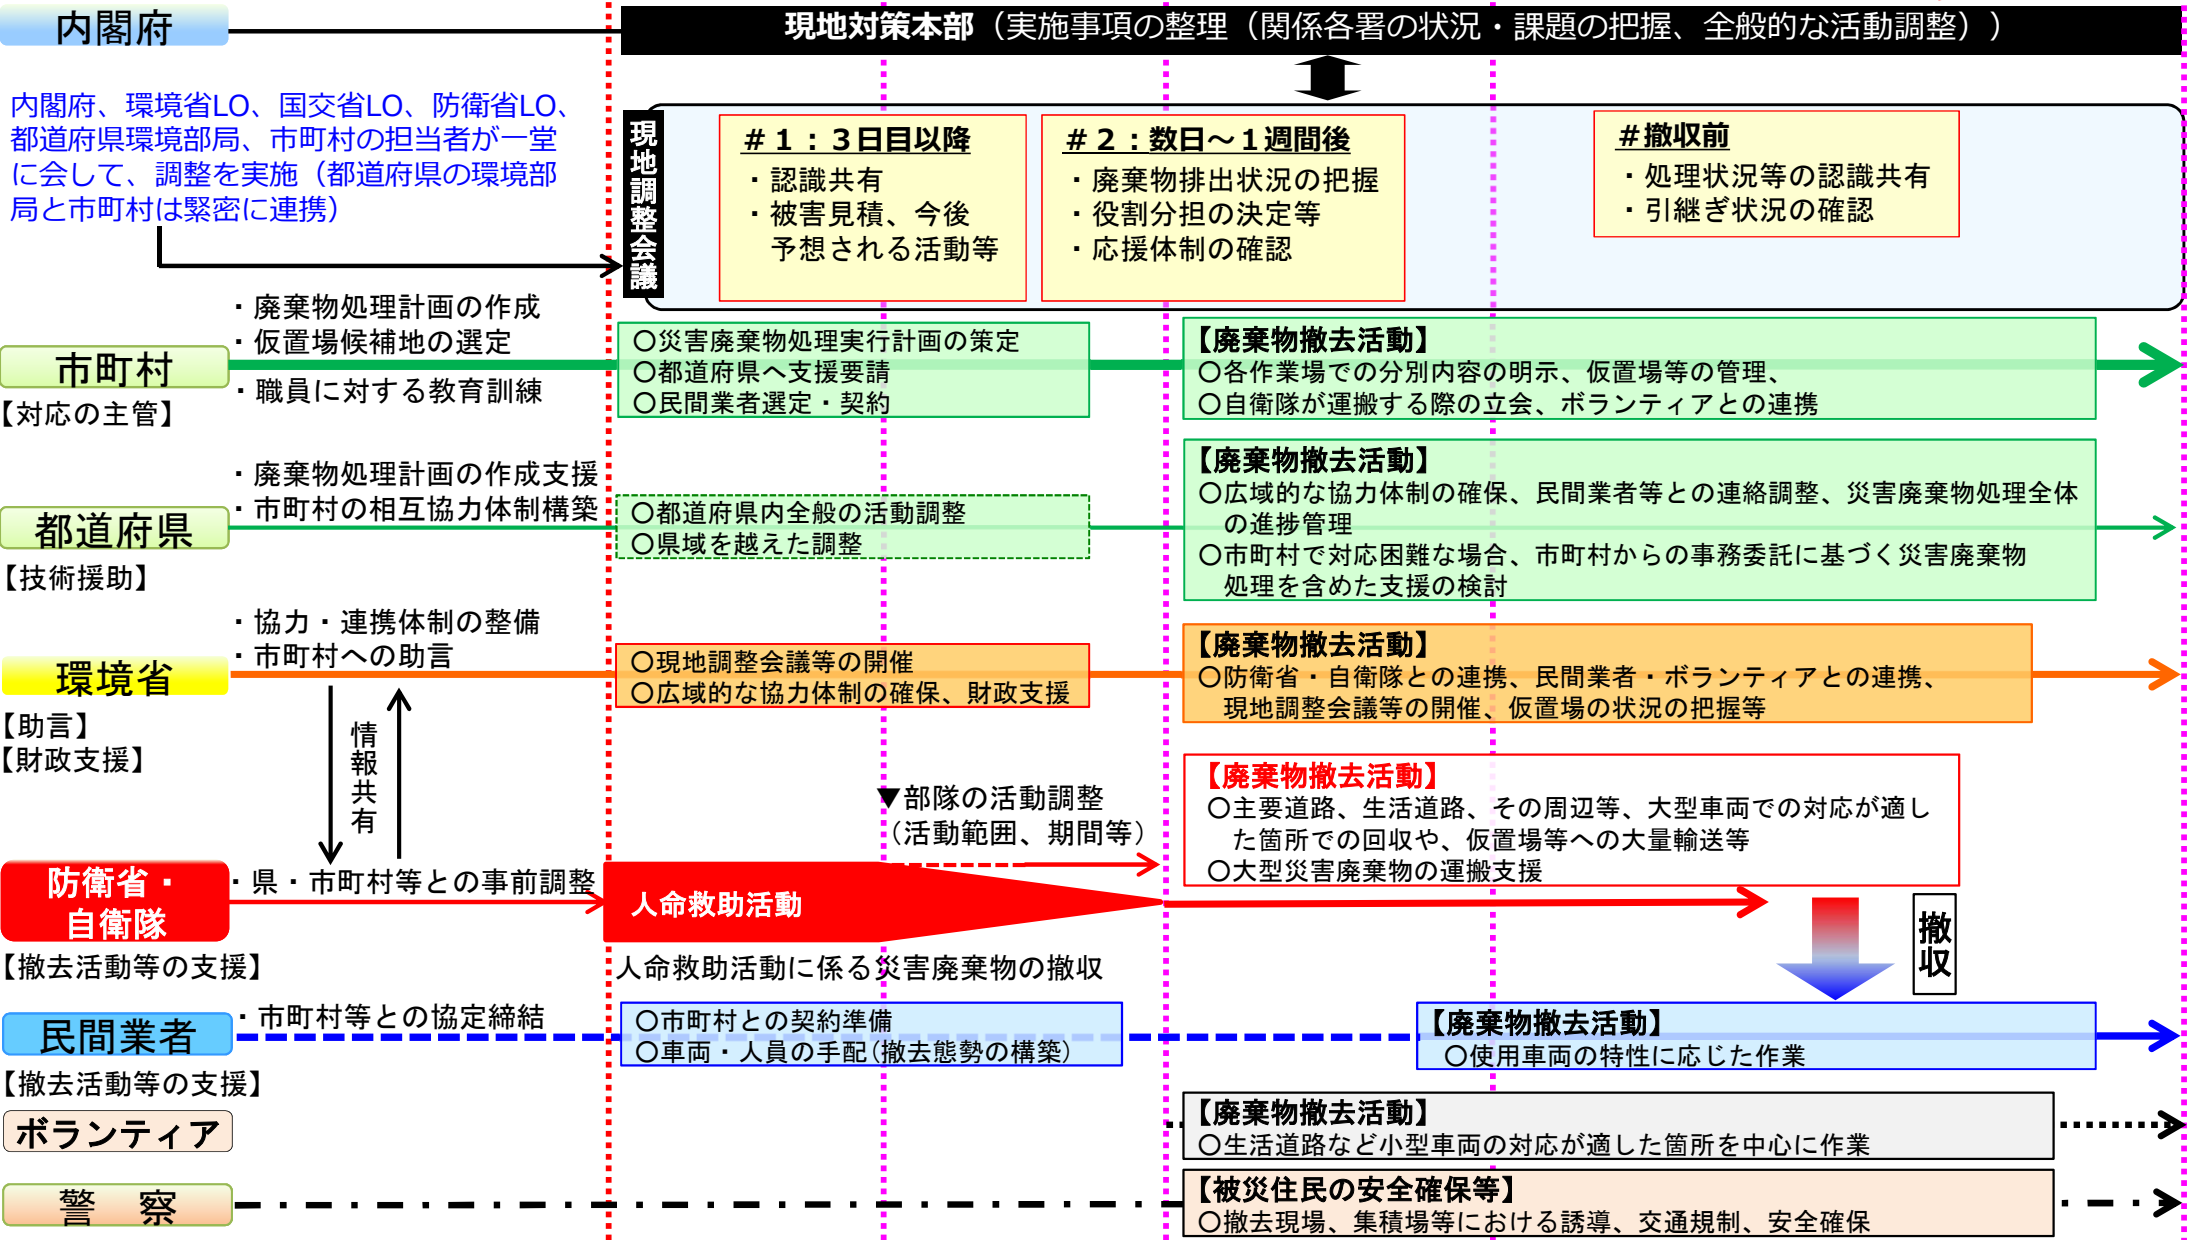 内閣府
現地対策本部（実施事項の整理（関係各署の状況・課題の把握、全般的な活動調整））
内閣府、環境省LO、国交省LO、防衛省LO、
都道府県環境部局、市町村の担当者が一堂
に会して、調整を実施（都道府県の環境部
局と市町村は緊密に連携）
現地調整会議
＃１：３日目以降
・認識共有
・被害見積、今後
予想される活動等
＃２：数日～１週間後
・廃棄物排出状況の把握
・役割分担の決定等
・応援体制の確認
＃撤収前
・処理状況等の認識共有
・引継ぎ状況の確認
市町村
【対応の主管】
・廃棄物処理計画の作成
・仮置場候補地の選定
・職員に対する教育訓練
〇災害廃棄物処理実行計画の策定
〇都道府県へ支援要請
〇民間業者選定・契約
【廃棄物撤去活動】
〇各作業場での分別内容の明示、仮置場等の管理、
〇自衛隊が運搬する際の立会、ボランティアとの連携
都道府県
【技術援助】
・廃棄物処理計画の作成支援
・市町村の相互協力体制構築
〇都道府県内全般の活動調整
〇県域を越えた調整
【廃棄物撤去活動】
〇広域的な協力体制の確保、民間業者等との連絡調整、災害廃棄物処理全体
の進捗管理
〇市町村で対応困難な場合、市町村からの事務委託に基づく災害廃棄物
処理を含めた支援の検討
環境省
【助言】
【財政支援】
・協力・連携体制の整備
・市町村への助言
〇現地調整会議等の開催
〇広域的な協力体制の確保、財政支援
【廃棄物撤去活動】
〇防衛省・自衛隊との連携、民間業者・ボランティアとの連携、
現地調整会議等の開催、仮置場の状況の把握等
情報共有
防衛省・
自衛隊
【撤去活動等の支援】
・県・市町村等との事前調整
人命救助活動
人命救助活動に係る災害廃棄物の撤収
▼部隊の活動調整
（活動範囲、期間等）
【廃棄物撤去活動】
〇主要道路、生活道路、その周辺等、大型車両での対応が適し
た箇所での回収や、仮置場等への大量輸送等
〇大型災害廃棄物の運搬支援
撤収
民間業者
【撤去活動等の支援】
・市町村等との協定締結
〇市町村との契約準備
〇車両・人員の手配(撤去態勢の構築)
【廃棄物撤去活動】
〇使用車両の特性に応じた作業
ボランティア
【廃棄物撤去活動】
〇生活道路など小型車両の対応が適した箇所を中心に作業
警　察
【被災住民の安全確保等】
〇撤去現場、集積場等における誘導、交通規制、安全確保